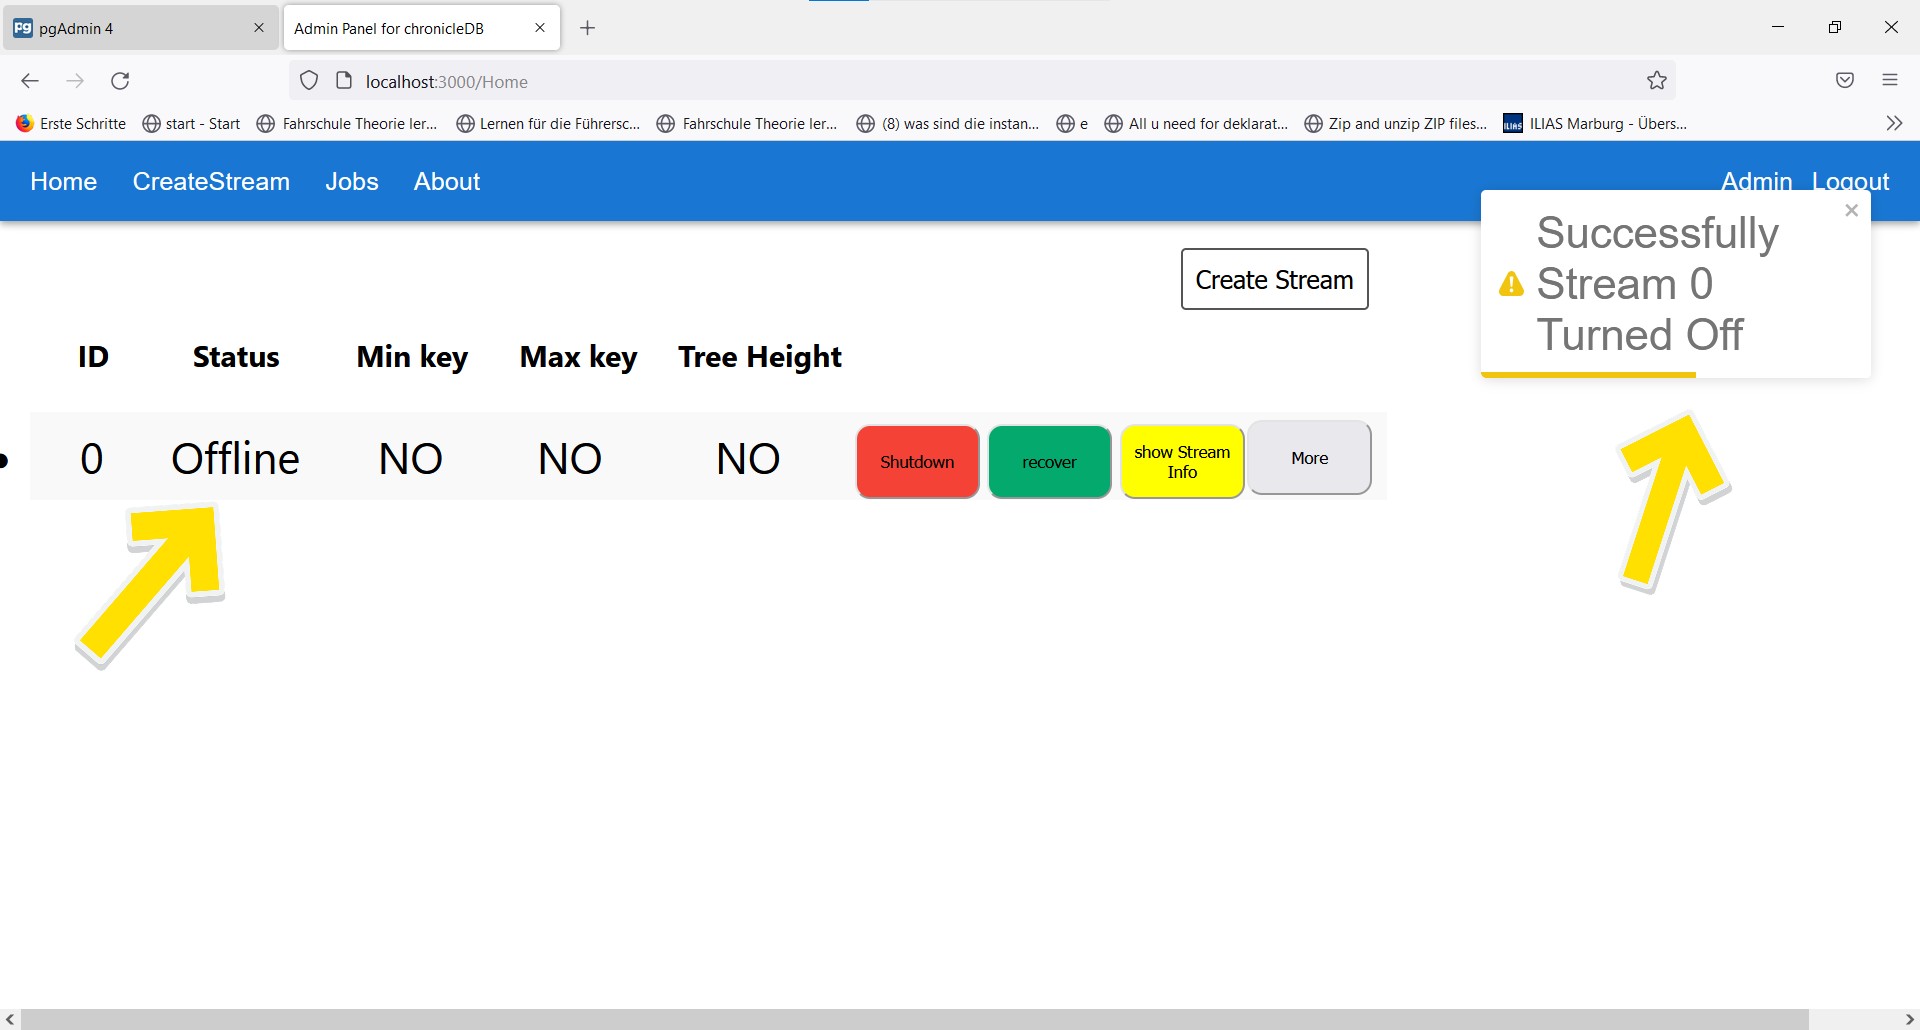 pgAdmin 4
Admin Panel for chronicleDB
localhost:3000/Home
Erste Schritte
start - Start
Fahrschule Theorie ler...
Lernen für die Führersc...
Fahrschule Theorie ler...
(8) was sind die instan...
e
All u need for deklarat...
Zip and unzip ZIP files...
ILIAS Marburg - Übers...
Home CreateStream Jobs About Admin Logout
Successfully
Stream 0
Turned Off
Create Stream
ID Status Min key Max key Tree Height
0 Offline NO NO NO
Shutdown
recover
show Stream
Info
More